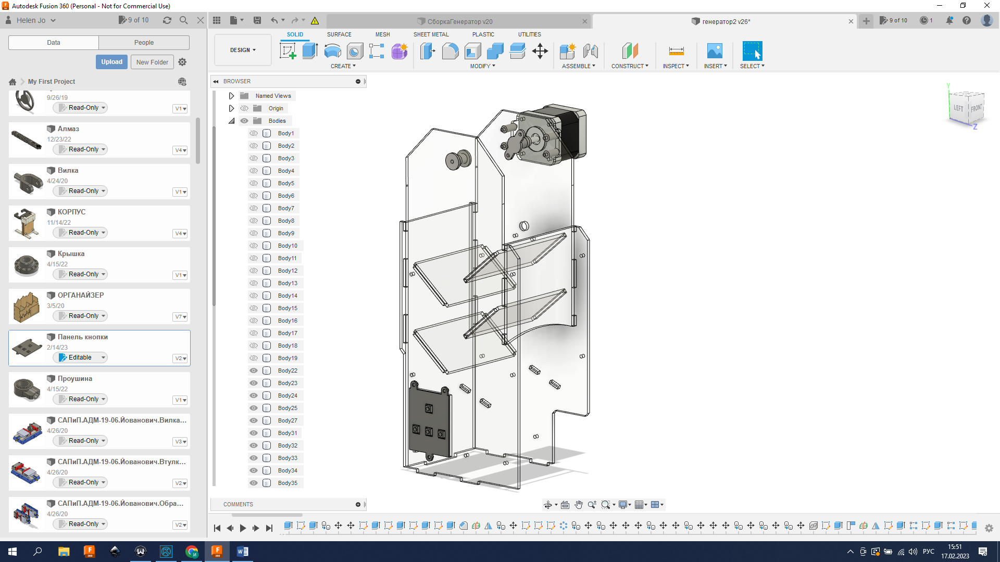 Autodesk Fusion 360 (Personal - Not for Commercial Use)
Helen Jo
9 of 10
СборкаГенератор v20
генератор2 v26*
9 of 10
1
Data
People
Upload
New Folder
My First Project
DESIGN
SOLID
SURFACE
MESH
SHEET METAL
PLASTIC
UTILITIES
CREATE
MODIFY
ASSEMBLE
CONSTRUCT
INSPECT
INSERT
SELECT
9/26/19
Read-Only
V1
Алмаз
12/23/22
Read-Only
V4
Вилка
4/24/20
Read-Only
V1
КОРПУС
11/14/22
Read-Only
V4
Крышка
4/15/22
Read-Only
V1
ОРГАНАЙЗЕР
3/5/20
Read-Only
V7
Панель кнопки
2/14/23
Editable
V2
Проушина
4/15/22
Read-Only
V1
САПиП.АДМ-19-06.Йованович.Вилка...
4/26/20
Read-Only
V3
САПиП.АДМ-19-06.Йованович.Втулк...
4/26/20
Read-Only
V2
САПиП.АДМ-19-06.Йованович.Обра...
4/26/20
Read-Only
V2
BROWSER
Named Views
Origin
Bodies
Body1
Body2
Body3
Body4
Body5
Body6
Body7
Body8
Body9
Body10
Body11
Body12
Body13
Body14
Body15
Body16
Body17
Body18
Body19
Body22
Body23
Body24
Body25
Body27
Body31
Body32
Body33
Body34
Body35
Y
LEFT
FRONT
Z
COMMENTS
РУС
15:51
17.02.2023